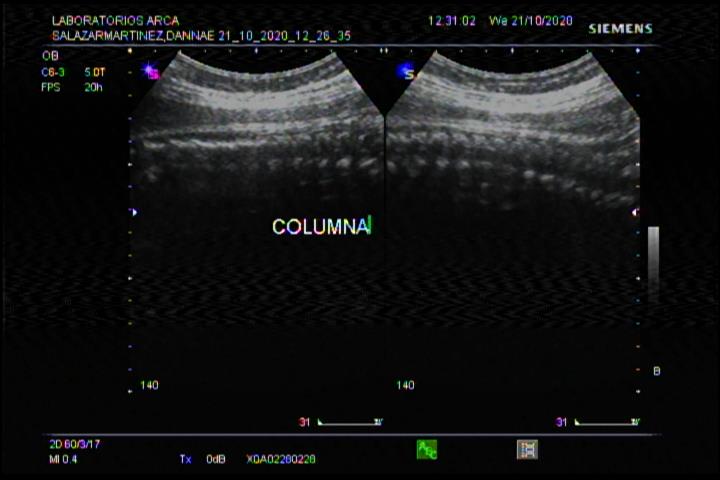 LABORATORIOS ARCA
12:31:02 We 21/10/2020
SIEMENS
SALAZARMARTINEZ,DANNAE 21_10_2020_12_26_35
OB
C6-3 5.0T
FPS 20h
S
S
COLUMNA
140
140
31
31
B
2D 60/3/17
MI 0.4
Tx 0dB
ABC